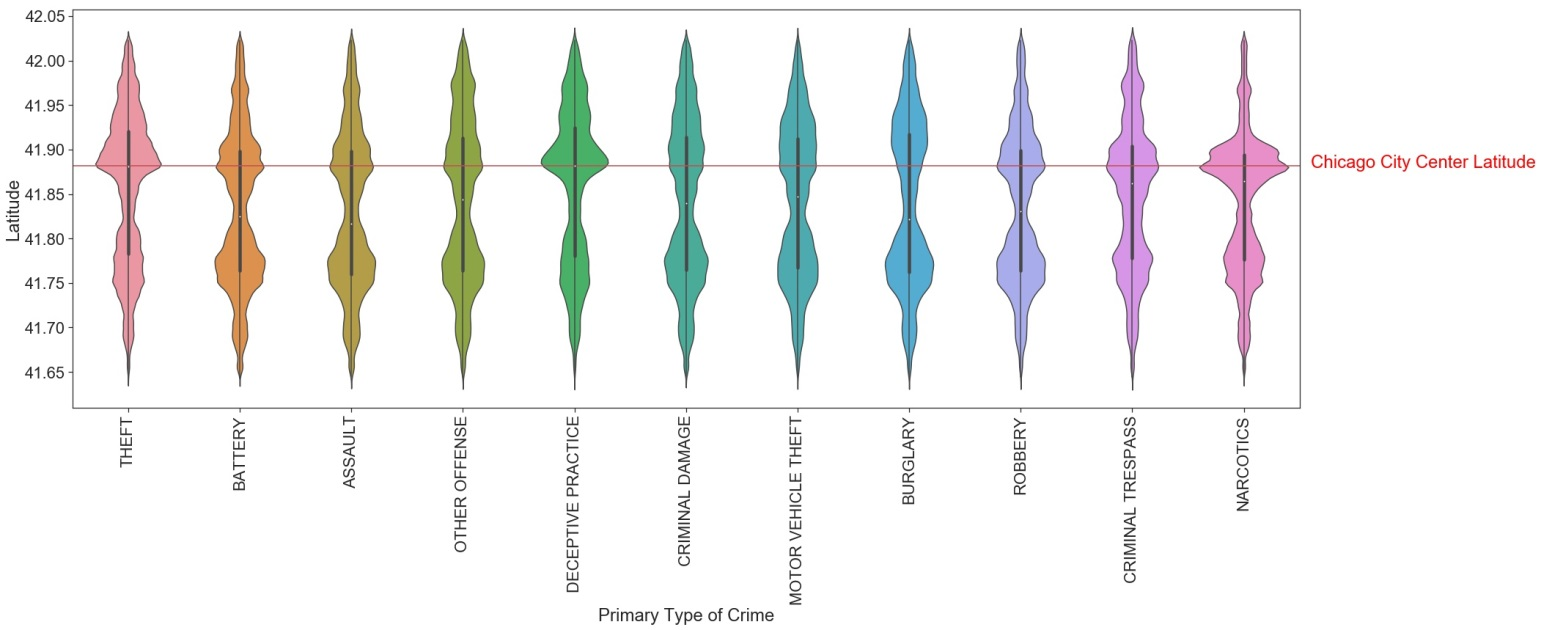 42.05
42.00
41.95
41.90
41.85
41.80
41.75
41.70
41.65
Latitude
Chicago City Center Latitude
THEFT
BATTERY
ASSAULT
OTHER OFFENSE
DECEPTIVE PRACTICE
CRIMINAL DAMAGE
MOTOR VEHICLE THEFT
BURGLARY
ROBBERY
CRIMINAL TRESPASS
NARCOTICS
Primary Type of Crime